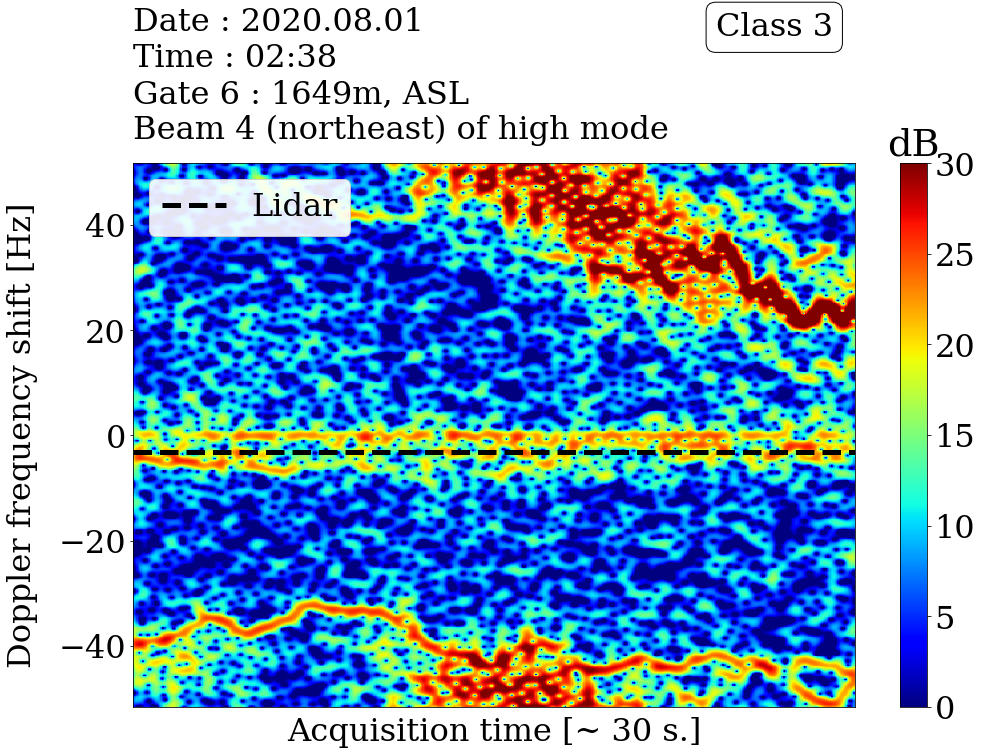 Date : 2020.08.01
Time : 02:38
Gate 6 : 1649m, ASL
Beam 4 (northeast) of high mode
Class 3
dB
Lidar
Doppler frequency shift [Hz]
40
20
0
−20
−40
30
25
20
15
10
5
0
Acquisition time [~ 30 s.]